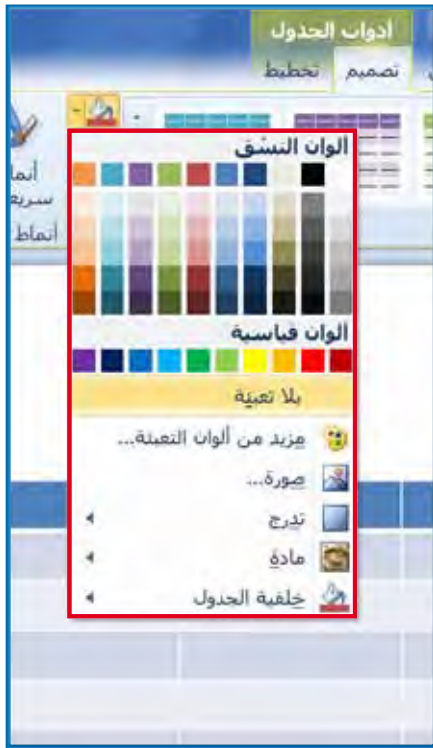 أدوات الجدول
تصميم
تخطيط
ألوان النسق
ألوان قياسية
بلا تعبئة
مزيد من ألوان التعبئة...
صورة...
تدرج
مادة
خلفية الجدول
أنماط